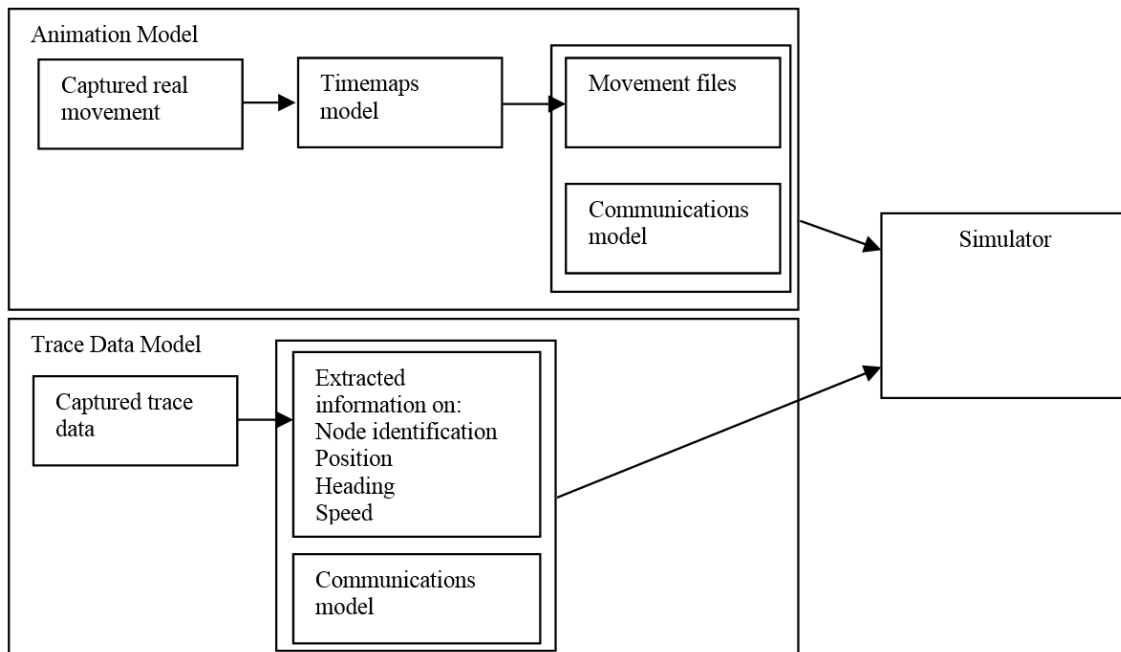 Animation Model
Captured real
movement
Timemaps
model
Movement files
Communications
model
Simulator
Trace Data Model
Captured trace
data
Extracted
information on:
Node identification
Position
Heading
Speed
Communications
model